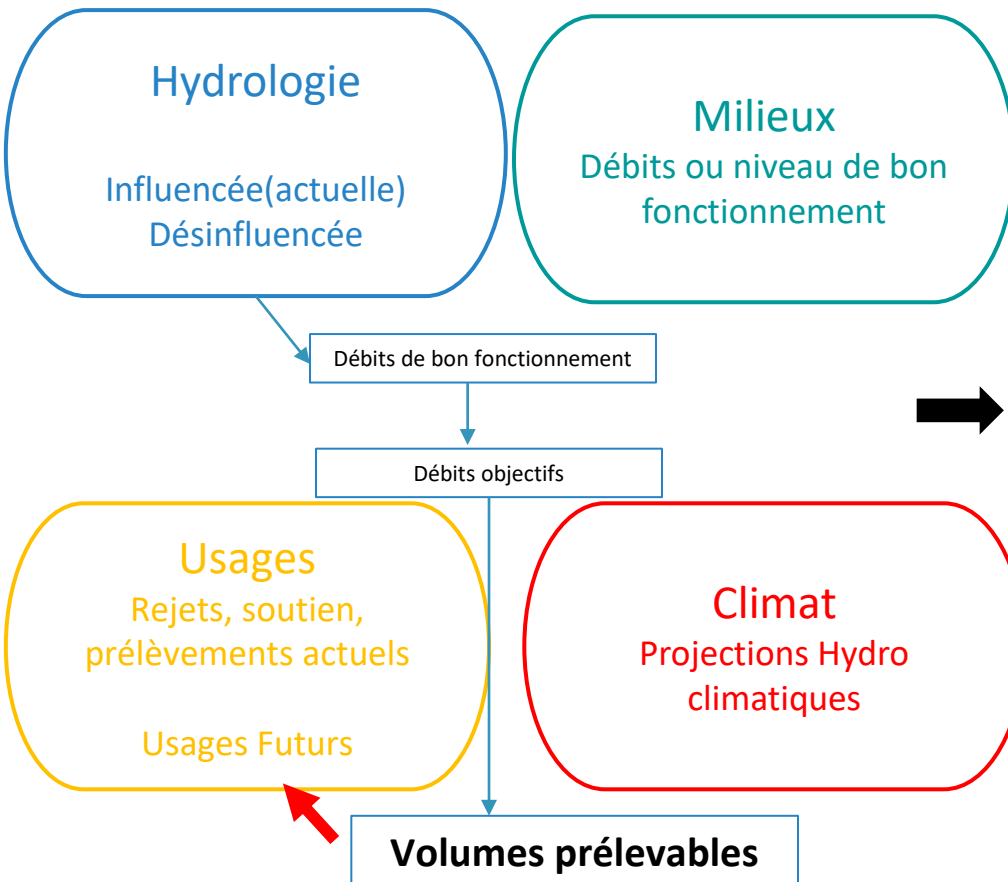 Hydrologie
Influencée(actuelle)
Désinfluencée
Milieux
Débits ou niveau de bon
fonctionnement
Débits de bon fonctionnement
Débits objectifs
Usages
Rejets, soutien,
prélèvements actuels
Usages Futurs
Climat
Projections Hydro
climatiques
Volumes prélevables